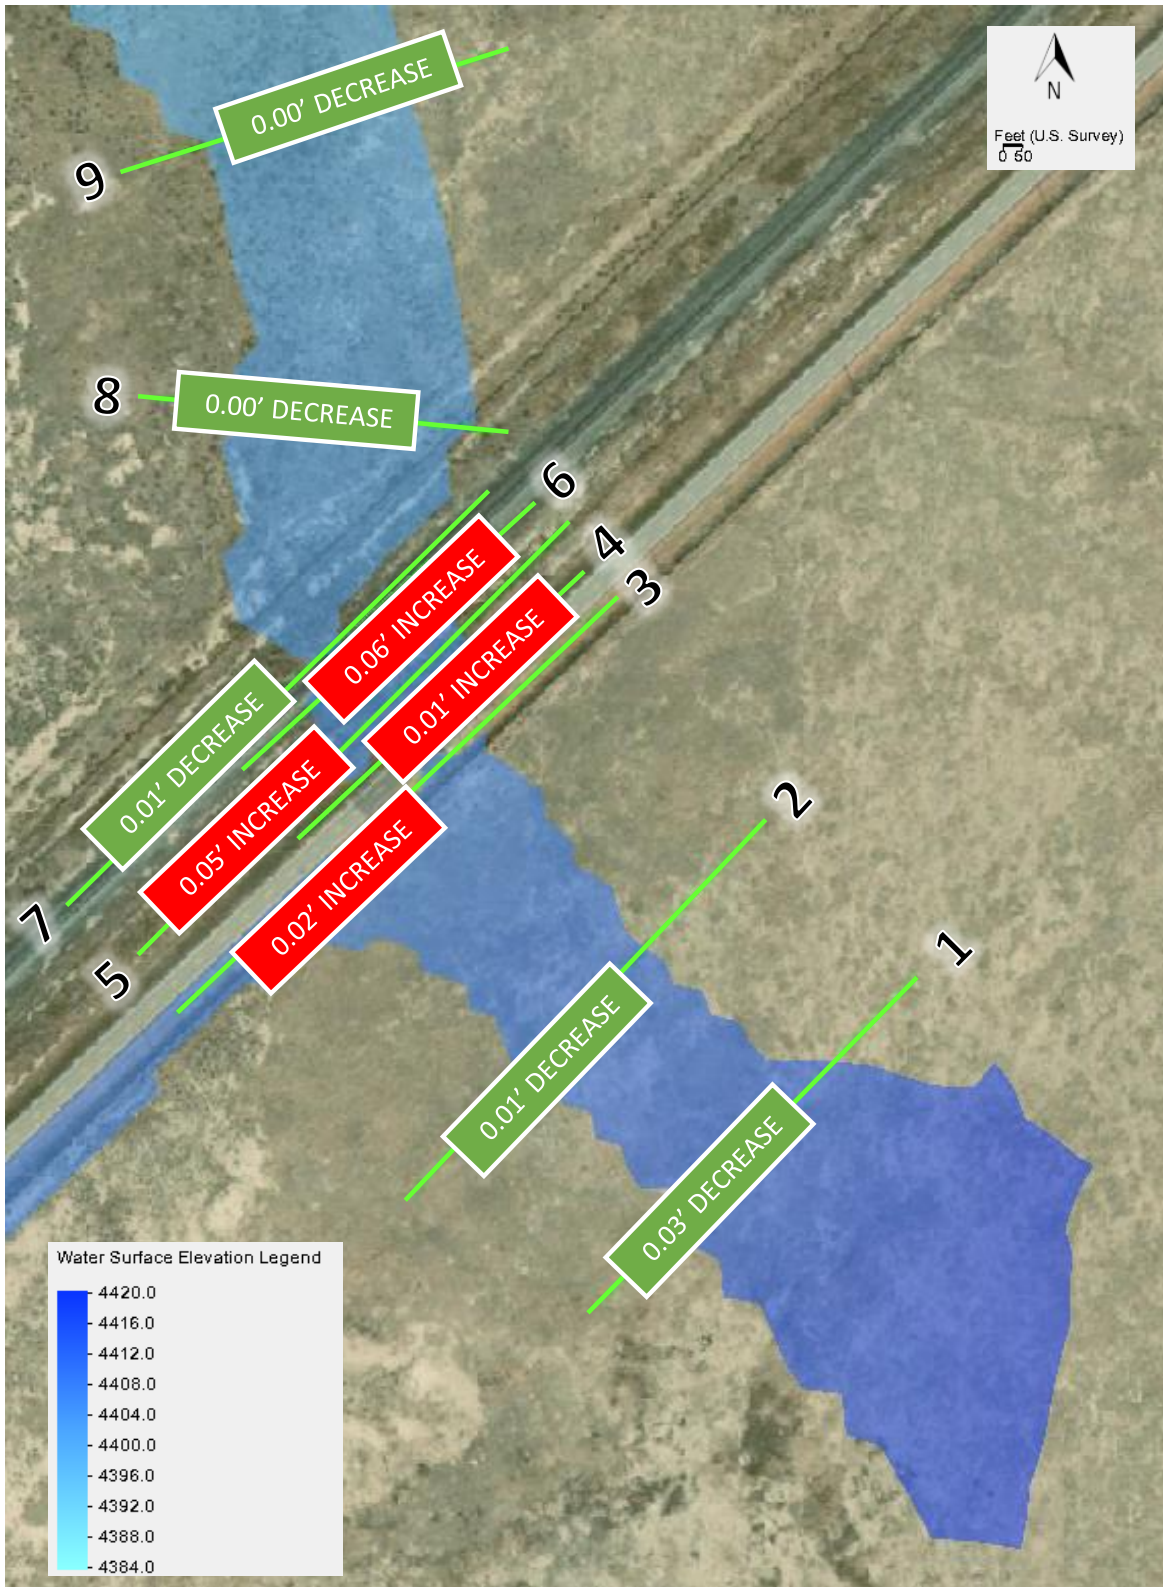 N
Feet (U.S. Survey)
0 50
0.00’ DECREASE
9
8
0.00’ DECREASE
6
4
3
0.06’ INCREASE
0.01’ INCREASE
0.01’ DECREASE
0.05’ INCREASE
0.02’ INCREASE
7
5
2
1
0.01’ DECREASE
0.03’ DECREASE
Water Surface Elevation Legend
4420.0
4416.0
4412.0
4408.0
4404.0
4400.0
4396.0
4392.0
4388.0
4384.0